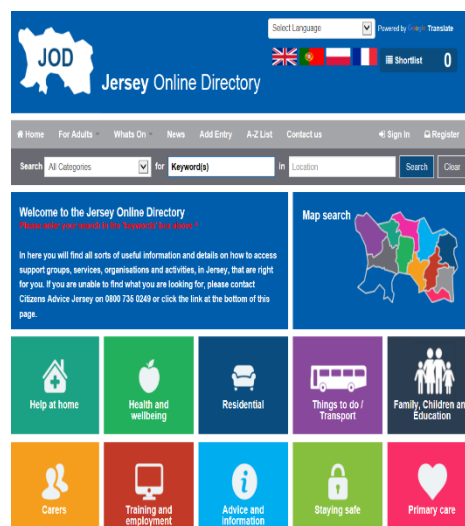 Select Language
Powered by Google Translate
JOD
Jersey Online Directory
Shortlist 0
Home For Adults Whats On News Add Entry A-Z List Contact us Sign In Register
Search All Categories for Keyword(s) in Location Search Clear
Welcome to the Jersey Online Directory
Please enter your search in the 'keywords' box above ^
In here you will find all sorts of useful information and details on how to access
support groups, services, organisations and activities, in Jersey, that are right
for you. If you are unable to find what you are looking for, please contact
Citizens Advice Jersey on 0800 735 0249 or click the link at the bottom of this
page.
Map search
Help at home
Health and
wellbeing
Residential
Things to do /
Transport
Family, Children an
Education
Carers
Training and
employment
Advice and
information
Staying safe
Primary care